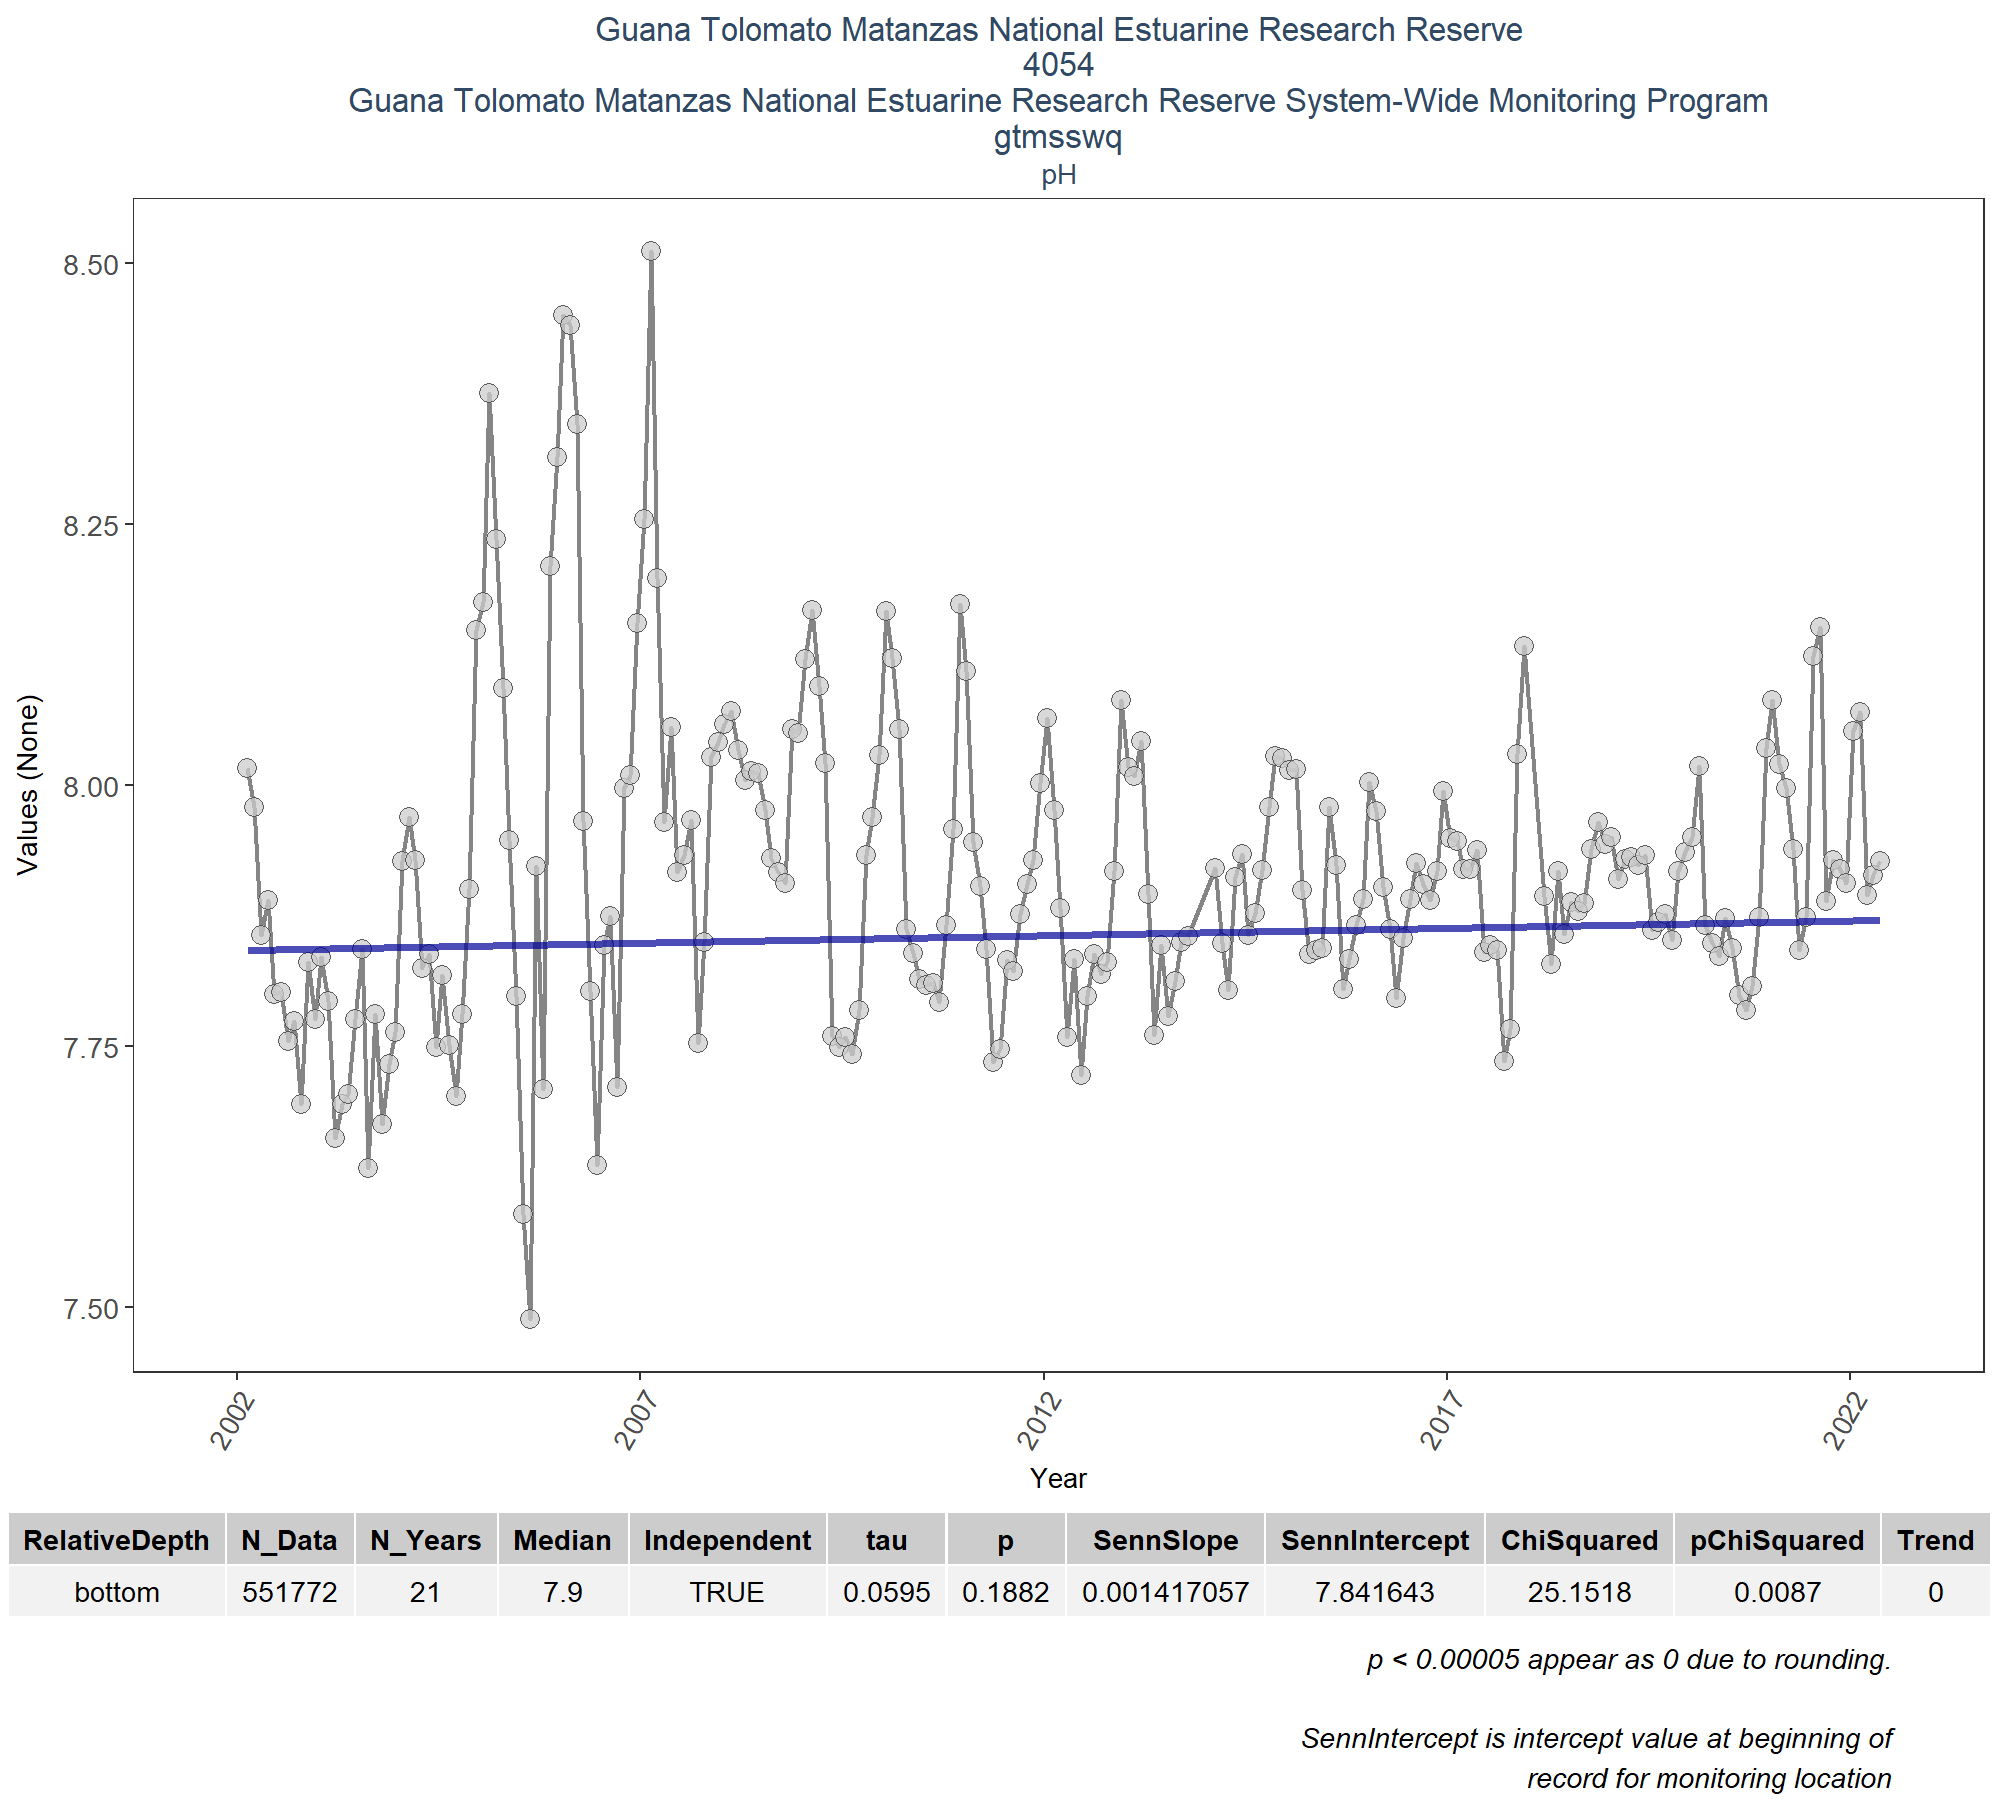 Guana Tolomato Matanzas National Estuarine Research Reserve
4054
Guana Tolomato Matanzas National Estuarine Research Reserve System-Wide Monitoring Program
gtmsswq
pH
8.50
8.25
8.00
7.75
7.50
Values (None)
2002 2007 2012 2017 2022
Year
RelativeDepth N_Data N_Years Median Independent tau p SennSlope SennIntercept ChiSquared pChiSquared Trend
bottom 551772 21 7.9 TRUE 0.0595 0.1882 0.001417057 7.841643 25.1518 0.0087 0
p < 0.00005 appear as 0 due to rounding.
SennIntercept is intercept value at beginning of
record for monitoring location